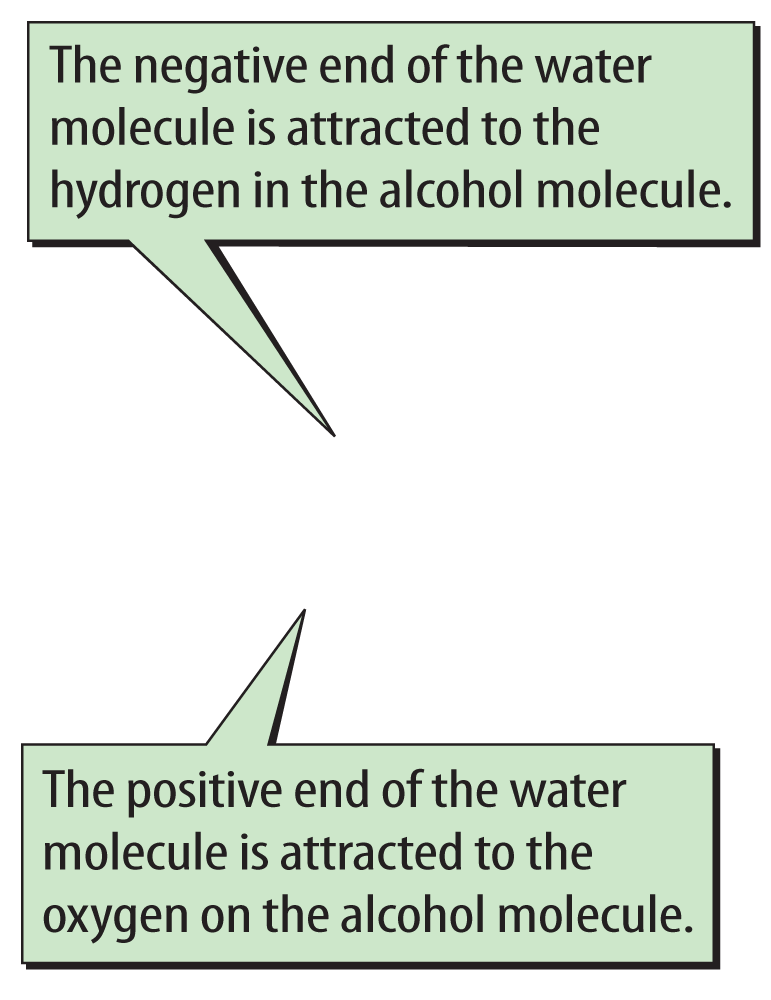 The negative end of the water
molecule is attracted to the
hydrogen in the alcohol molecule.
The positive end of the water
molecule is attracted to the
oxygen on the alcohol molecule.